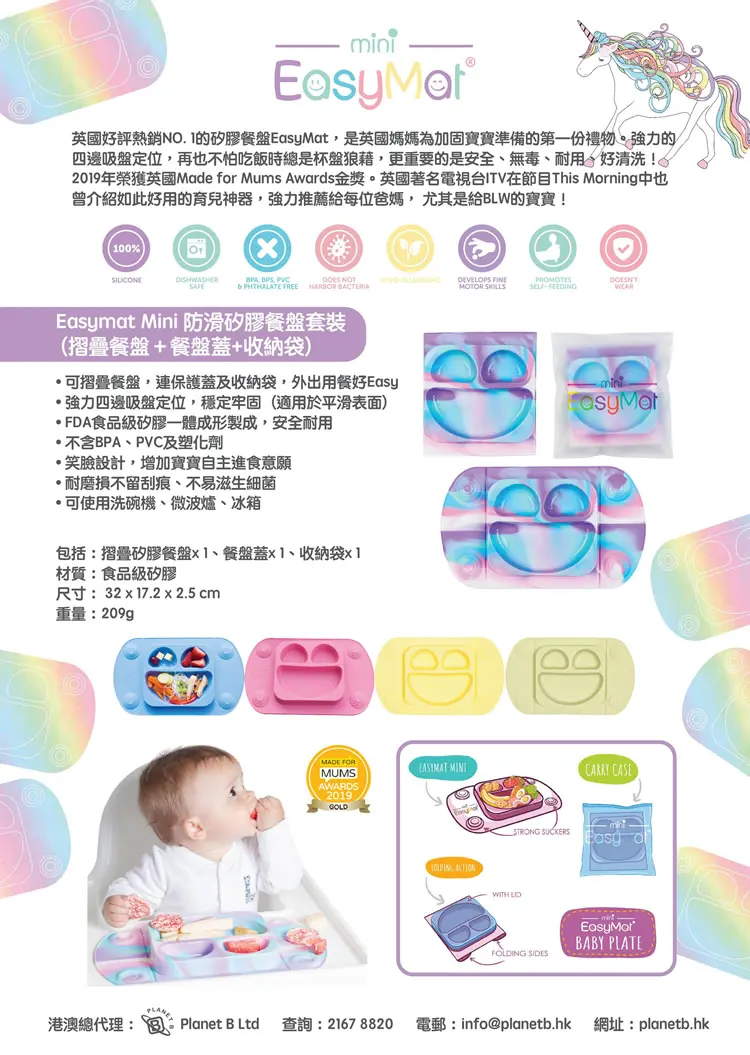 mini
EasyMat®
英國好評熱銷NO. 1的矽膠餐盤EasyMat，是英國媽媽為加固寶寶準備的第一份禮物。強力的
四邊吸盤定位，再也不怕吃飯時總是杯盤狼藉，更重要的是安全、無毒、耐用、好清洗！
2019年榮獲英國Made for Mums Awards金獎。英國著名電視台ITV在節目This Morning中也
曾介紹如此好用的育兒神器，強力推薦給每位爸媽， 尤其是給BLW的寶寶！
100%
SILICONE
DISHWASHER
SAFE
BPA, BPS, PVC
& PHTHALATE FREE
DOES NOT
HARBOR BACTERIA
HYPO-ALLERGENIC
DEVELOPS FINE
MOTOR SKILLS
PROMOTES
SELF-FEEDING
DOESN'T
WEAR
Easymat Mini 防滑矽膠餐盤套裝
（摺疊餐盤＋餐盤蓋+收納袋）
•可摺疊餐盤，連保護蓋及收納袋，外出用餐好Easy
•強力四邊吸盤定位，穩定牢固（適用於平滑表面）
•FDA食品級矽膠一體成形製成，安全耐用
•不含BPA、PVC及塑化劑
•笑臉設計，增加寶寶自主進食意願
•耐磨損不留刮痕、不易滋生細菌
•可使用洗碗機、微波爐、冰箱
mini
EasyMat
包括：摺疊矽膠餐盤x 1、餐盤蓋x 1、收納袋x 1
材質：食品級矽膠
尺寸： 32 x 17.2 x 2.5 cm
重量：209g
MADE FOR
MUMS
AWARDS
2019
GOLD
EASYMAT MINI
CARRY CASE
mini
EasyMat
STRONG SUCKERS
mini
EasyMat
FOLDING ACTION
WITH LID
FOLDING SIDES
mini
EasyMat®
BABY PLATE
港澳總代理：
PLANET B
Planet B Ltd
查詢：2167 8820
電郵：info@planetb.hk
網址：planetb.hk